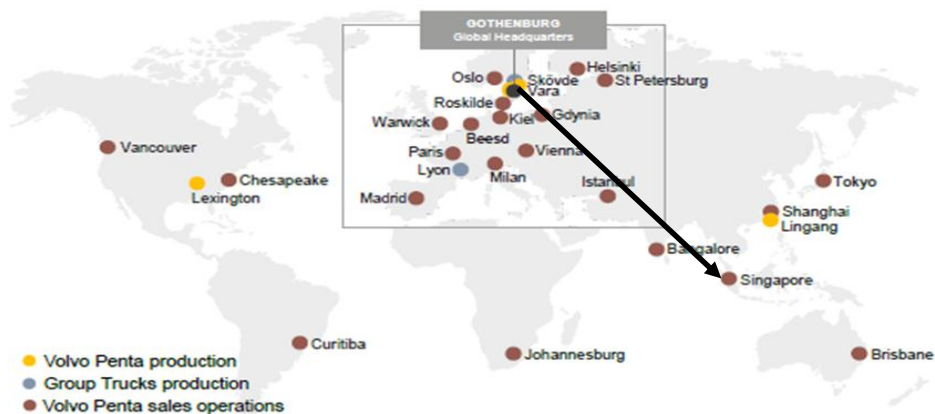 GOTHENBURG
Global Headquarters
Oslo
Skövde
Helsinki
St Petersburg
Vara
Roskilde
Warwick
Beesd
Kiel
Gdynia
Vancouver
Paris
Vienna
Lyon
Milan
Istanbul
Chesapeake
Lexington
Madrid
Tokyo
Shanghai
Lingang
Bangalore
Singapore
Curitiba
Johannesburg
Brisbane
Volvo Penta production
Group Trucks production
Volvo Penta sales operations